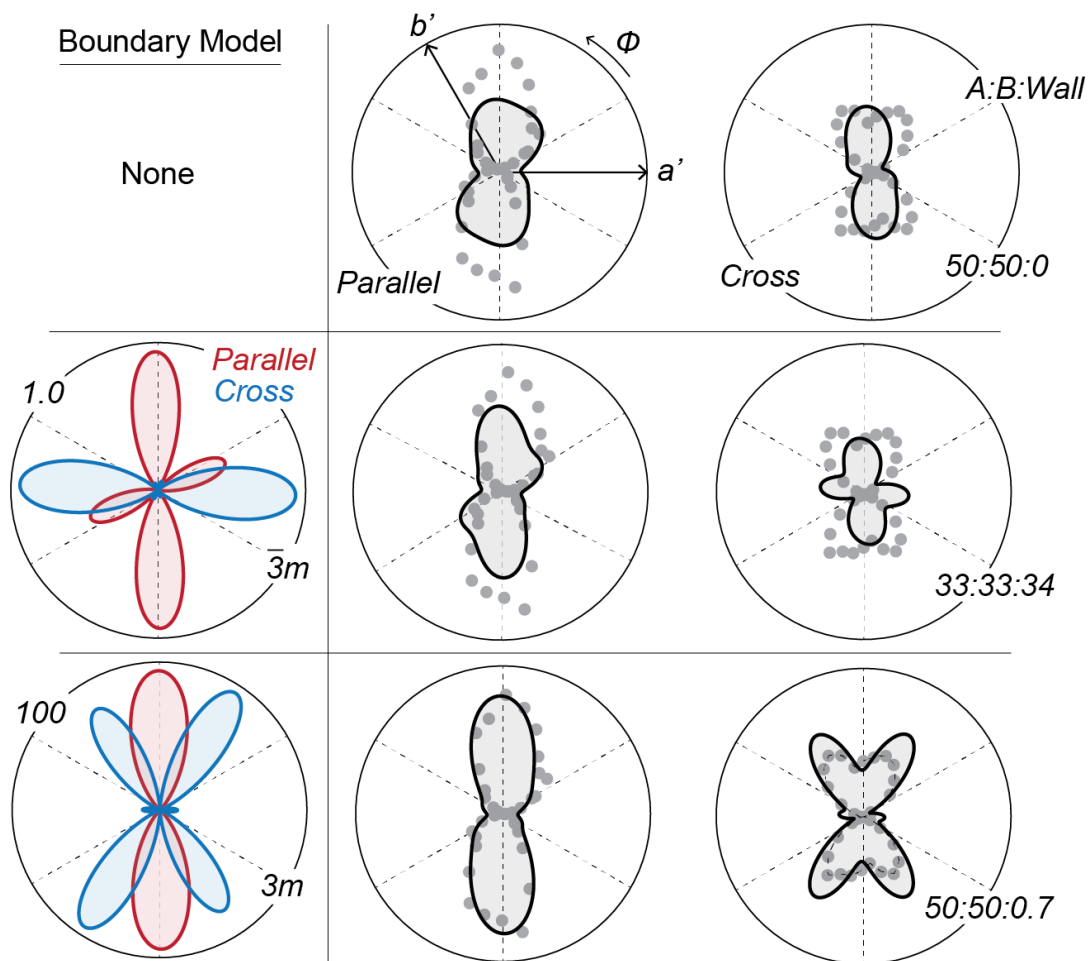 Boundary Model
b’
Φ
A:B:Wall
None
a’
Parallel
Cross
50:50:0
Parallel
Cross
1.0
3̅m
33:33:34
100
3m
50:50:0.7